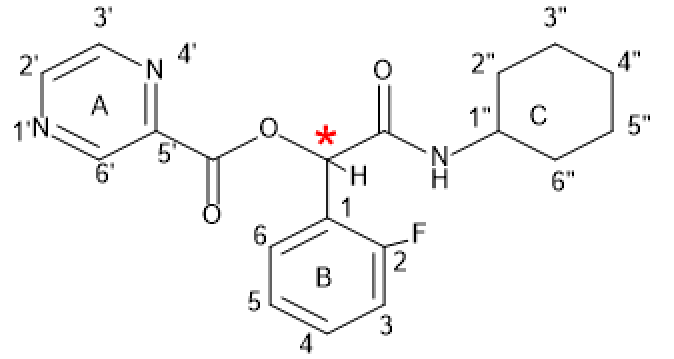 3' 3"
2' N 4' O 2" 4"
A O * 1" C
1'N 5' N 5"
6' H H 6"
O 1
6 F
B 2
5 3
4